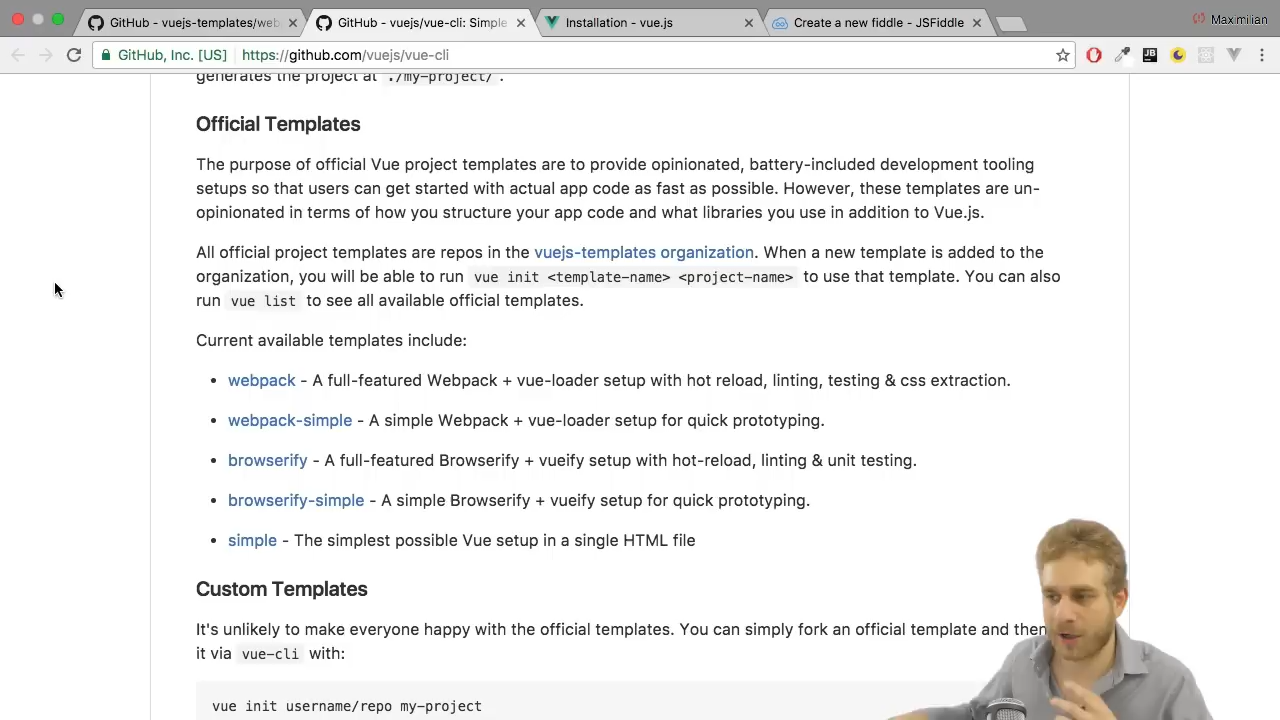 GitHub - vuejs-templates/web
GitHub - vuejs/vue-cli: Simple
Installation - vue.js
Create a new fiddle - JSFiddle
Maximilian
GitHub, Inc. [US]
https://github.com/vuejs/vue-cli
JB
generates the project at ./my-project/ .
Official Templates
The purpose of official Vue project templates are to provide opinionated, battery-included development tooling
setups so that users can get started with actual app code as fast as possible. However, these templates are un-
opinionated in terms of how you structure your app code and what libraries you use in addition to Vue.js.
All official project templates are repos in the vuejs-templates organization. When a new template is added to the
organization, you will be able to run vue init <template-name> <project-name> to use that template. You can also
run vue list to see all available official templates.
Current available templates include:
• webpack - A full-featured Webpack + vue-loader setup with hot reload, linting, testing & css extraction.
• webpack-simple - A simple Webpack + vue-loader setup for quick prototyping.
• browserify - A full-featured Browserify + vueify setup with hot-reload, linting & unit testing.
• browserify-simple - A simple Browserify + vueify setup for quick prototyping.
• simple - The simplest possible Vue setup in a single HTML file
Custom Templates
It's unlikely to make everyone happy with the official templates. You can simply fork an official template and then
it via vue-cli with:
vue init username/repo my-project